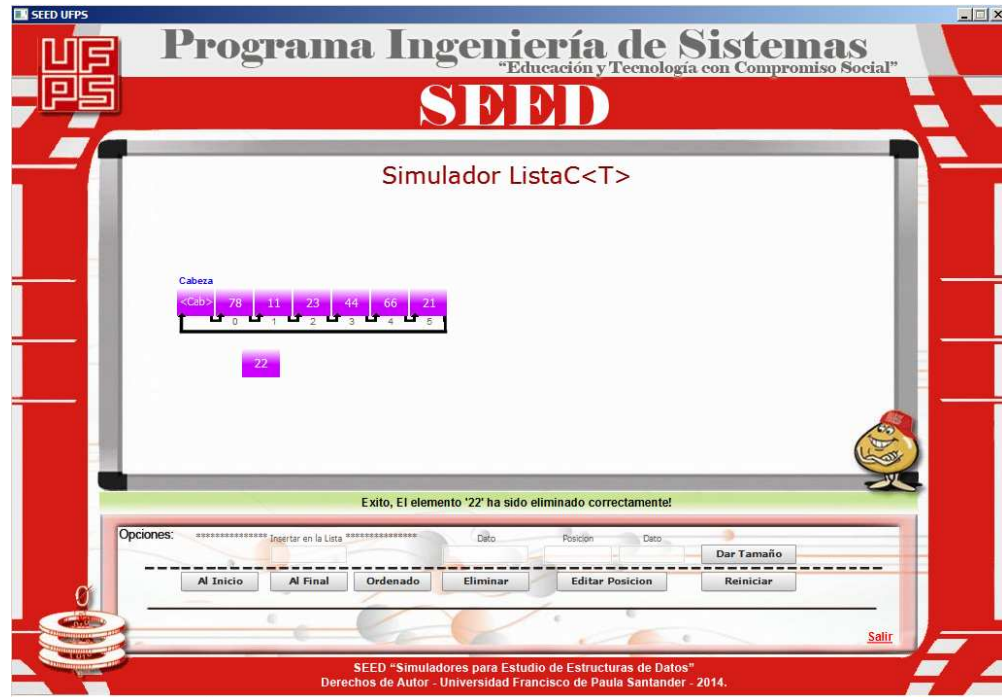 SEED UFPS
UFPS
Programa Ingeniería de Sistemas
“Educación y Tecnología con Compromiso Social”
SEED
Simulador ListaC<T>
Cabeza
<Cab> 78 11 23 44 66 21
0 1 2 3 4 5
22
Exito, El elemento '22' ha sido eliminado correctamente!
Opciones: *************** Insertar en la Lista *************** Dato Posicion Dato
Dar Tamaño
Al Inicio Al Final Ordenado Eliminar Editar Posicion Reiniciar
Salir
SEED “Simuladores para Estudio de Estructuras de Datos”
Derechos de Autor - Universidad Francisco de Paula Santander - 2014.